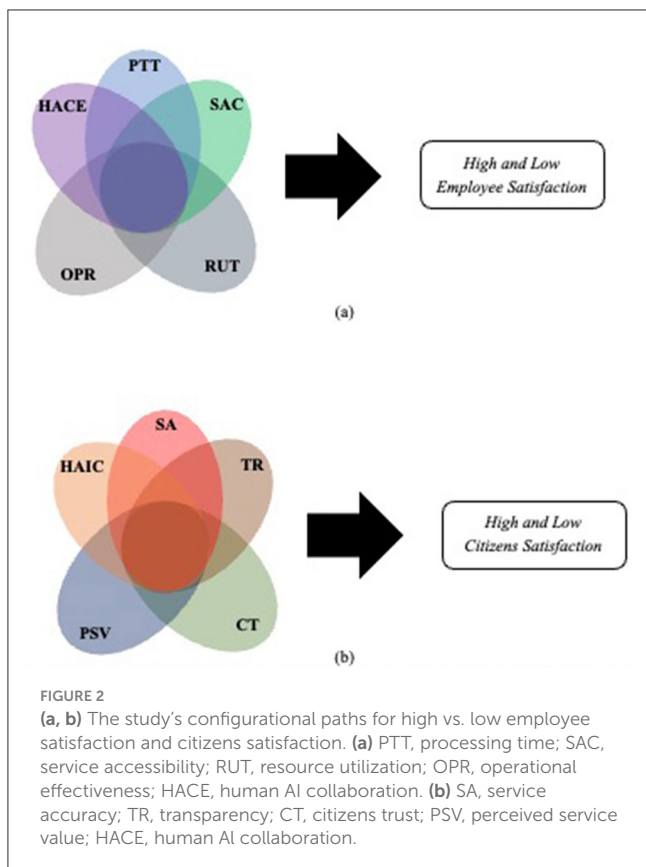 PTT
HACE
SAC
OPR
RUT
High and Low
Employee Satisfaction
(a)
SA
HAIC
TR
PSV
CT
High and Low
Citizens Satisfaction
(b)
FIGURE 2
(a, b) The study's configurational paths for high vs. low employee
satisfaction and citizens satisfaction. (a) PTT, processing time; SAC,
service accessibility; RUT, resource utilization; OPR, operational
effectiveness; HACE, human AI collaboration. (b) SA, service
accuracy; TR, transparency; CT, citizens trust; PSV, perceived service
value; HACE, human AI collaboration.